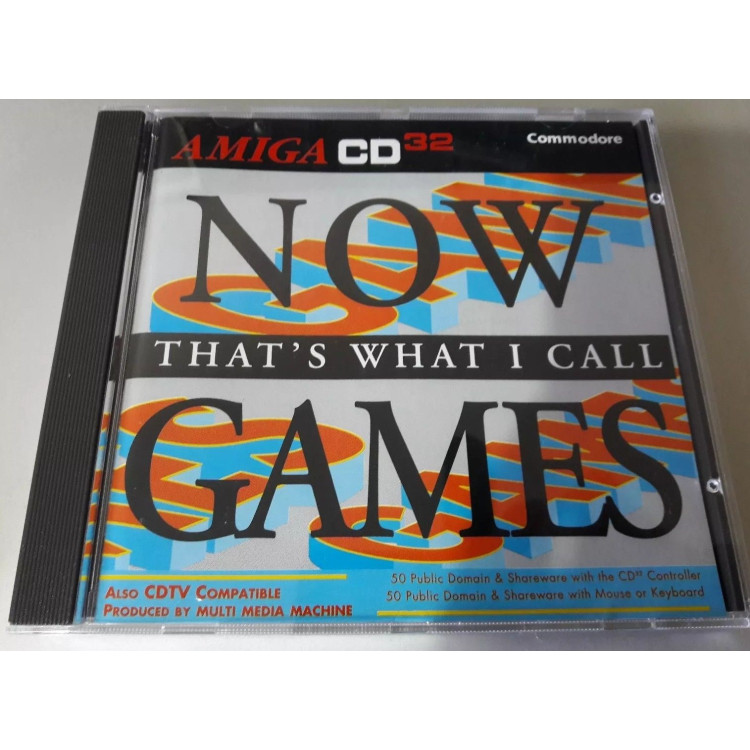 AMIGA CD32 Commodore
NOW
THAT'S WHAT I CALL
GAMES
ALSO CDTV COMPATIBLE
PRODUCED BY MULTI MEDIA MACHINE
50 Public Domain & Shareware with the CD32 Controller
50 Public Domain & Shareware with Mouse or Keyboard